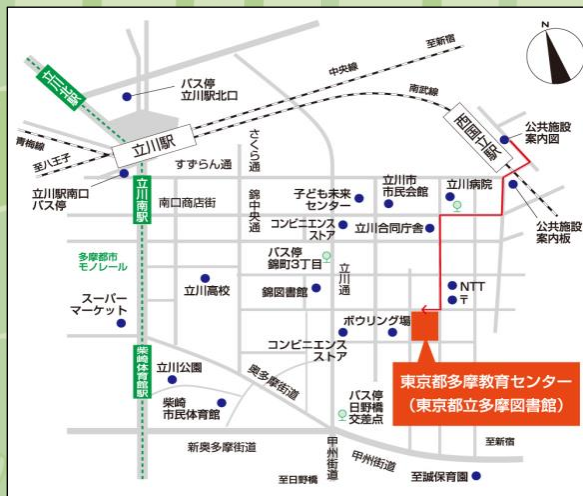 N
至新宿
中央線
立川北駅
バス停
立川駅北口
南武線
西国立駅
公共施設
案内図
青梅線
至八王子
立川駅
さくら通
すずらん通
立川駅南口
バス停
立川南駅
南口商店街
錦中央通
子ども未来
センター
立川市
市民会館
立川病院
公共施設
案内板
コンビニエンス
ストア
立川合同庁舎
多摩都市
モノレール
バス停
錦町3丁目
立川通
立川高校
錦図書館
NTT
〒
スーパー
マーケット
ボウリング場
コンビニエンス
ストア
柴崎体育館駅
立川公園
奥多摩街道
東京都多摩教育センター
（東京都立多摩図書館）
柴崎
市民体育館
バス停
日野橋
交差点
新奥多摩街道
甲州街道
甲州街道
至新宿
至日野橋
至誠保育園